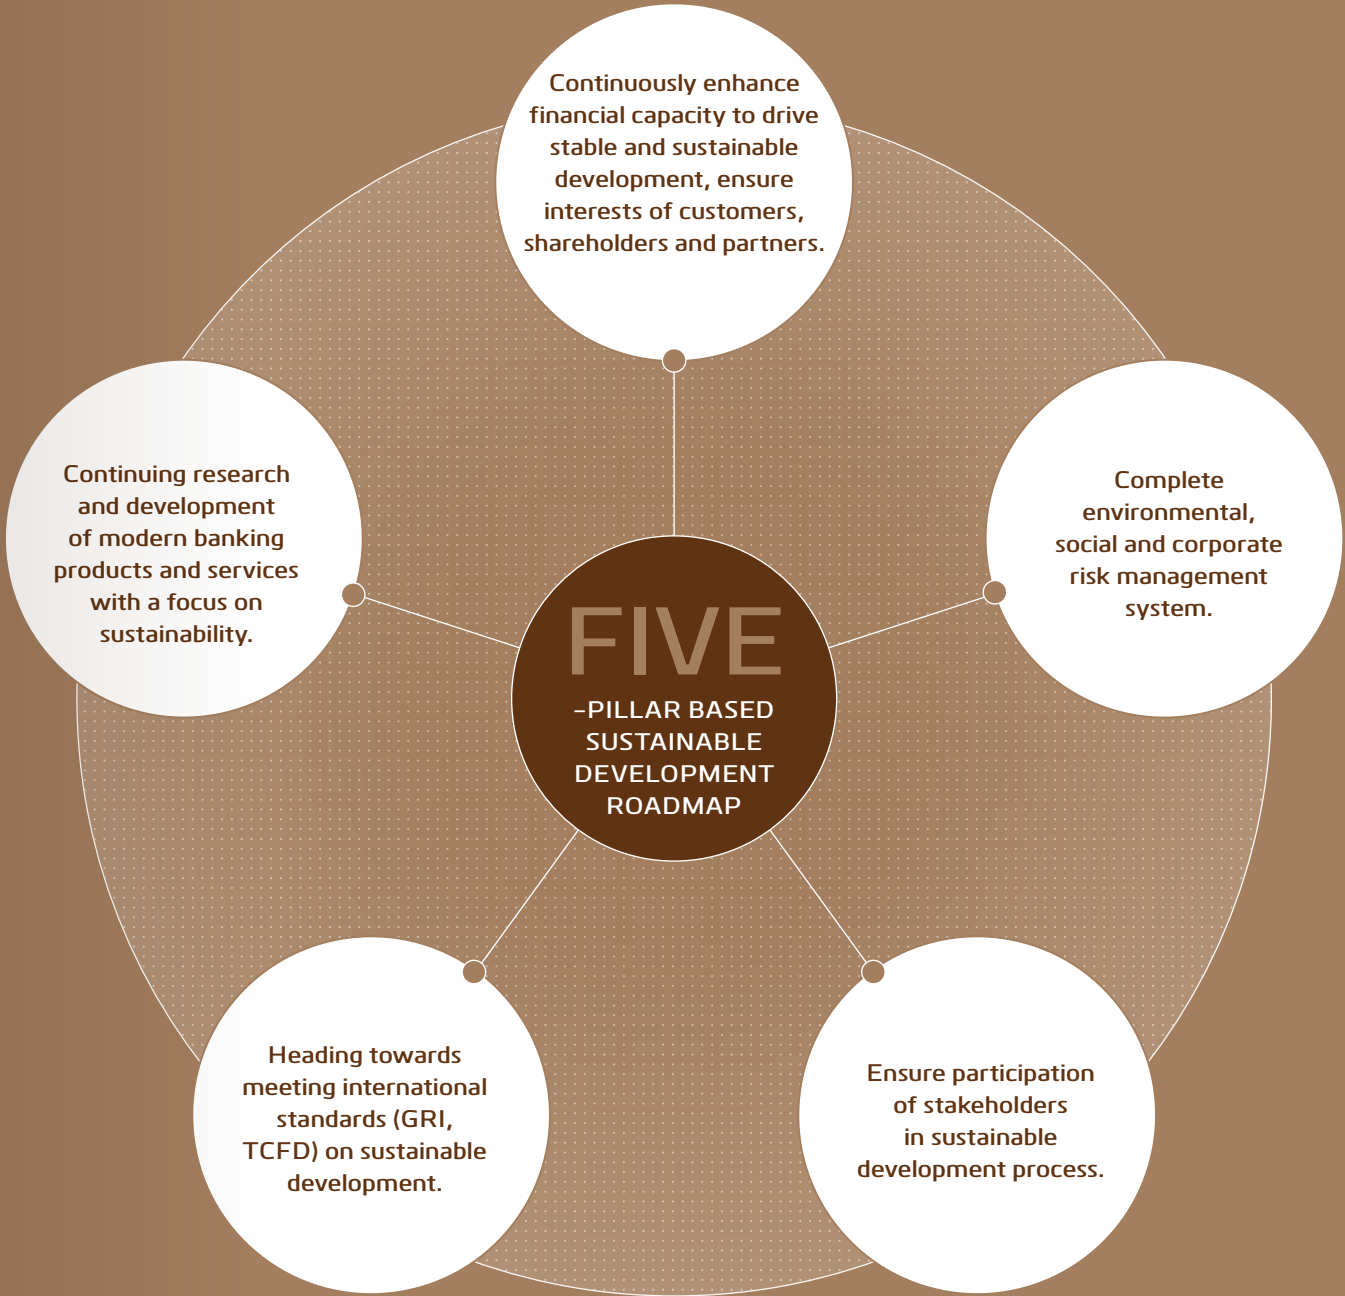 Continuously enhance
financial capacity to drive
stable and sustainable
development, ensure
interests of customers,
shareholders and partners.
Continuing research
and development
of modern banking
products and services
with a focus on
sustainability.
Complete
environmental,
social and corporate
risk management
system.
FIVE
–PILLAR BASED
SUSTAINABLE
DEVELOPMENT
ROADMAP
Heading towards
meeting international
standards (GRI,
TCFD) on sustainable
development.
Ensure participation
of stakeholders
in sustainable
development process.